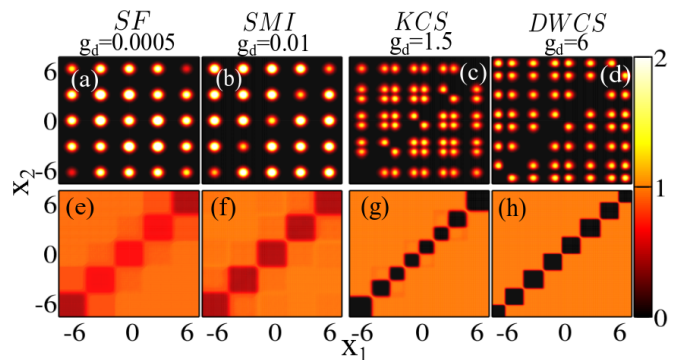 SF SMI KCS DWCS
g_d=0.0005 g_d=0.01 g_d=1.5 g_d=6
6 (a) (b) (c) (d) 2
0
x_2 -6
6 (e) (f) (g) (h) 1
0
-6 0
-6 0 6 -6 0 6 -6 0 6 -6 0 6
x_1